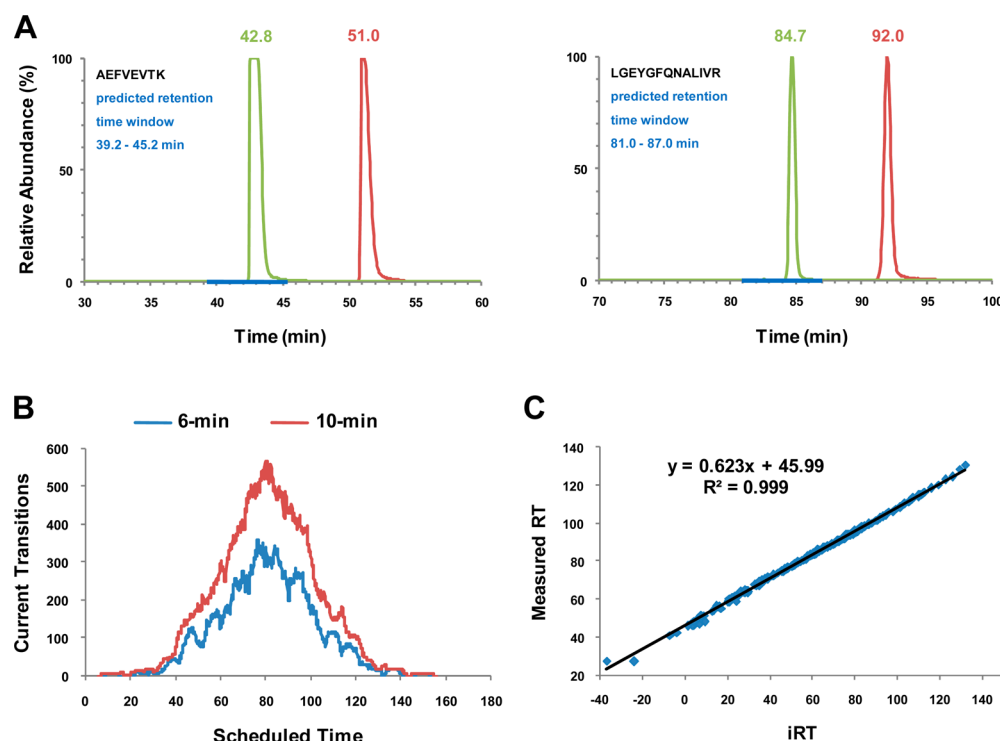 A
42.8 51.0
84.7 92.0
Relative Abundance (%)
100
50
0
AEFVEVTK
predicted retention
time window
39.2 - 45.2 min
30 35 40 45 50 55 60
Time (min)
100
50
0
LGEYGFQNALIVR
predicted retention
time window
81.0 - 87.0 min
70 75 80 85 90 95 100
Time (min)
B
6-min 10-min
Current Transitions
600
500
400
300
200
100
0
0 20 40 60 80 100 120 140 160 180
Scheduled Time
C
y = 0.623x + 45.99
R² = 0.999
Measured RT
140
120
100
80
60
40
20
-40 -20 0 20 40 60 80 100 120 140
iRT